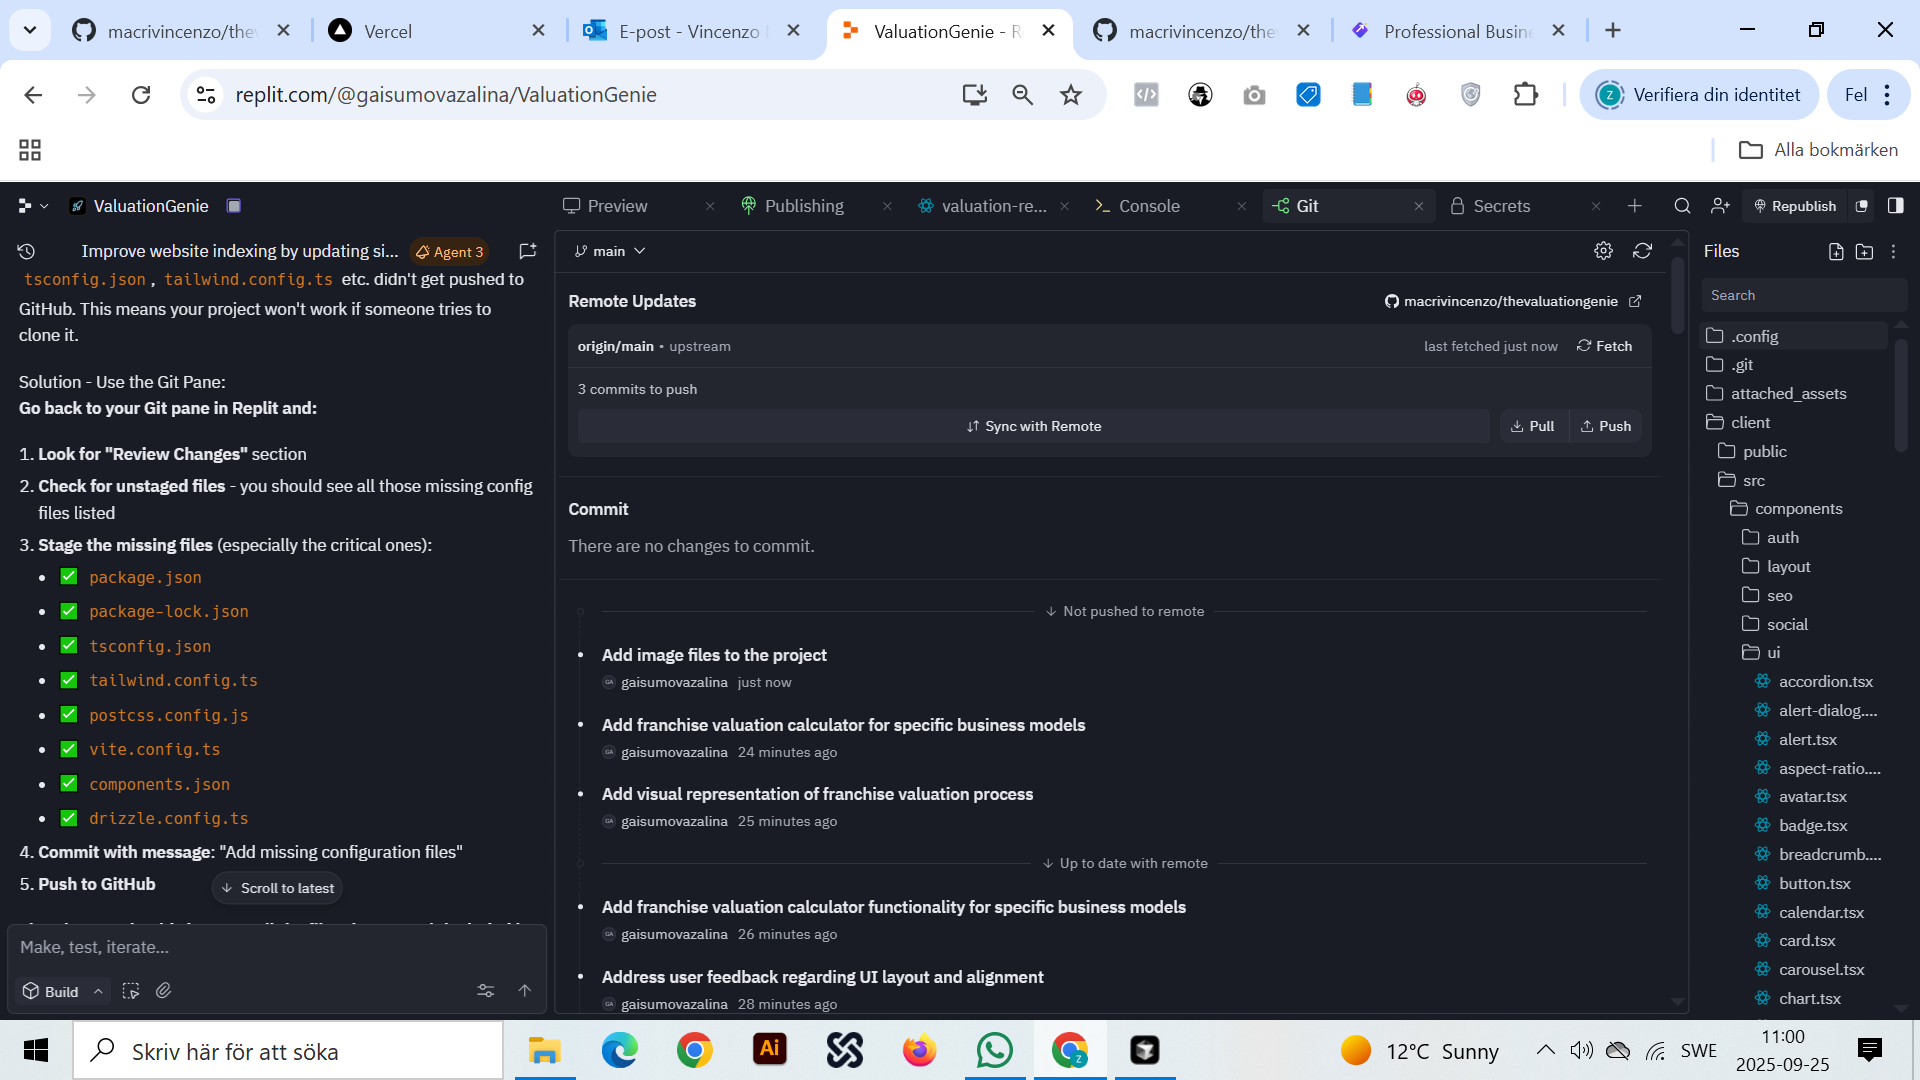 macrivincenzo/the
Vercel
E-post - Vincenzo
ValuationGenie - R
macrivincenzo/the
Professional Busin
replit.com/@gaisumovazalina/ValuationGenie
Verifiera din identitet
Fel
Alla bokmärken
ValuationGenie
Preview
Publishing
valuation-re...
Console
Git
Secrets
Republish
Improve website indexing by updating si...
Agent 3
tsconfig.json, tailwind.config.ts etc. didn't get pushed to
GitHub. This means your project won't work if someone tries to
clone it.
Solution - Use the Git Pane:
Go back to your Git pane in Replit and:
1. Look for "Review Changes" section
2. Check for unstaged files - you should see all those missing config
files listed
3. Stage the missing files (especially the critical ones):
• ✅ package.json
• ✅ package-lock.json
• ✅ tsconfig.json
• ✅ tailwind.config.ts
• ✅ postcss.config.js
• ✅ vite.config.ts
• ✅ components.json
• ✅ drizzle.config.ts
4. Commit with message: "Add missing configuration files"
5. Push to GitHub
Scroll to latest
Make, test, iterate...
Build
main
Remote Updates
macrivincenzo/thevaluationgenie
origin/main • upstream
last fetched just now
Fetch
3 commits to push
Sync with Remote
Pull
Push
Commit
There are no changes to commit.
Not pushed to remote
Add image files to the project
GA gaisumovazalina just now
Add franchise valuation calculator for specific business models
GA gaisumovazalina 24 minutes ago
Add visual representation of franchise valuation process
GA gaisumovazalina 25 minutes ago
Up to date with remote
Add franchise valuation calculator functionality for specific business models
GA gaisumovazalina 26 minutes ago
Address user feedback regarding UI layout and alignment
GA gaisumovazalina 28 minutes ago
Files
Search
.config
.git
attached_assets
client
public
src
components
auth
layout
seo
social
ui
accordion.tsx
alert-dialog....
alert.tsx
aspect-ratio....
avatar.tsx
badge.tsx
breadcrumb....
button.tsx
calendar.tsx
card.tsx
carousel.tsx
chart.tsx
Skriv här för att söka
Ai
12°C Sunny
SWE
11:00
2025-09-25